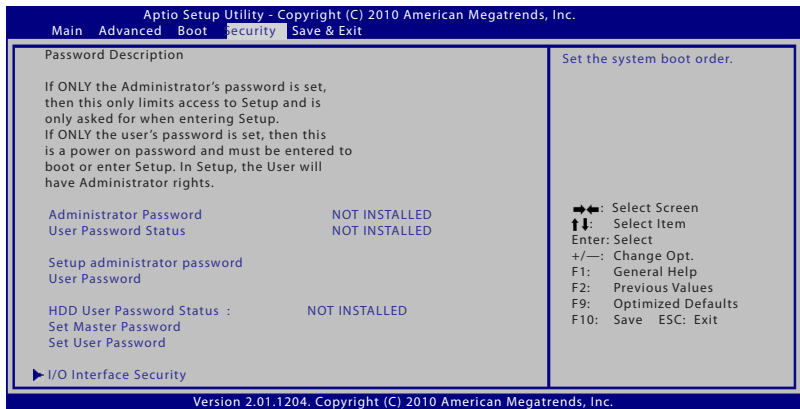 Aptio Setup Utility - Copyright (C) 2010 American Megatrends, Inc.
Main Advanced Boot Security Save & Exit
Password Description
If ONLY the Administrator's password is set,
then this only limits access to Setup and is
only asked for when entering Setup.
If ONLY the user's password is set, then this
is a power on password and must be entered to
boot or enter Setup. In Setup, the User will
have Administrator rights.
Administrator Password NOT INSTALLED
User Password Status NOT INSTALLED
Setup administrator password
User Password
HDD User Password Status : NOT INSTALLED
Set Master Password
Set User Password
I/O Interface Security
Set the system boot order.
→←: Select Screen
↑↓: Select Item
Enter: Select
+/—: Change Opt.
F1: General Help
F2: Previous Values
F9: Optimized Defaults
F10: Save ESC: Exit
Version 2.01.1204. Copyright (C) 2010 American Megatrends, Inc.